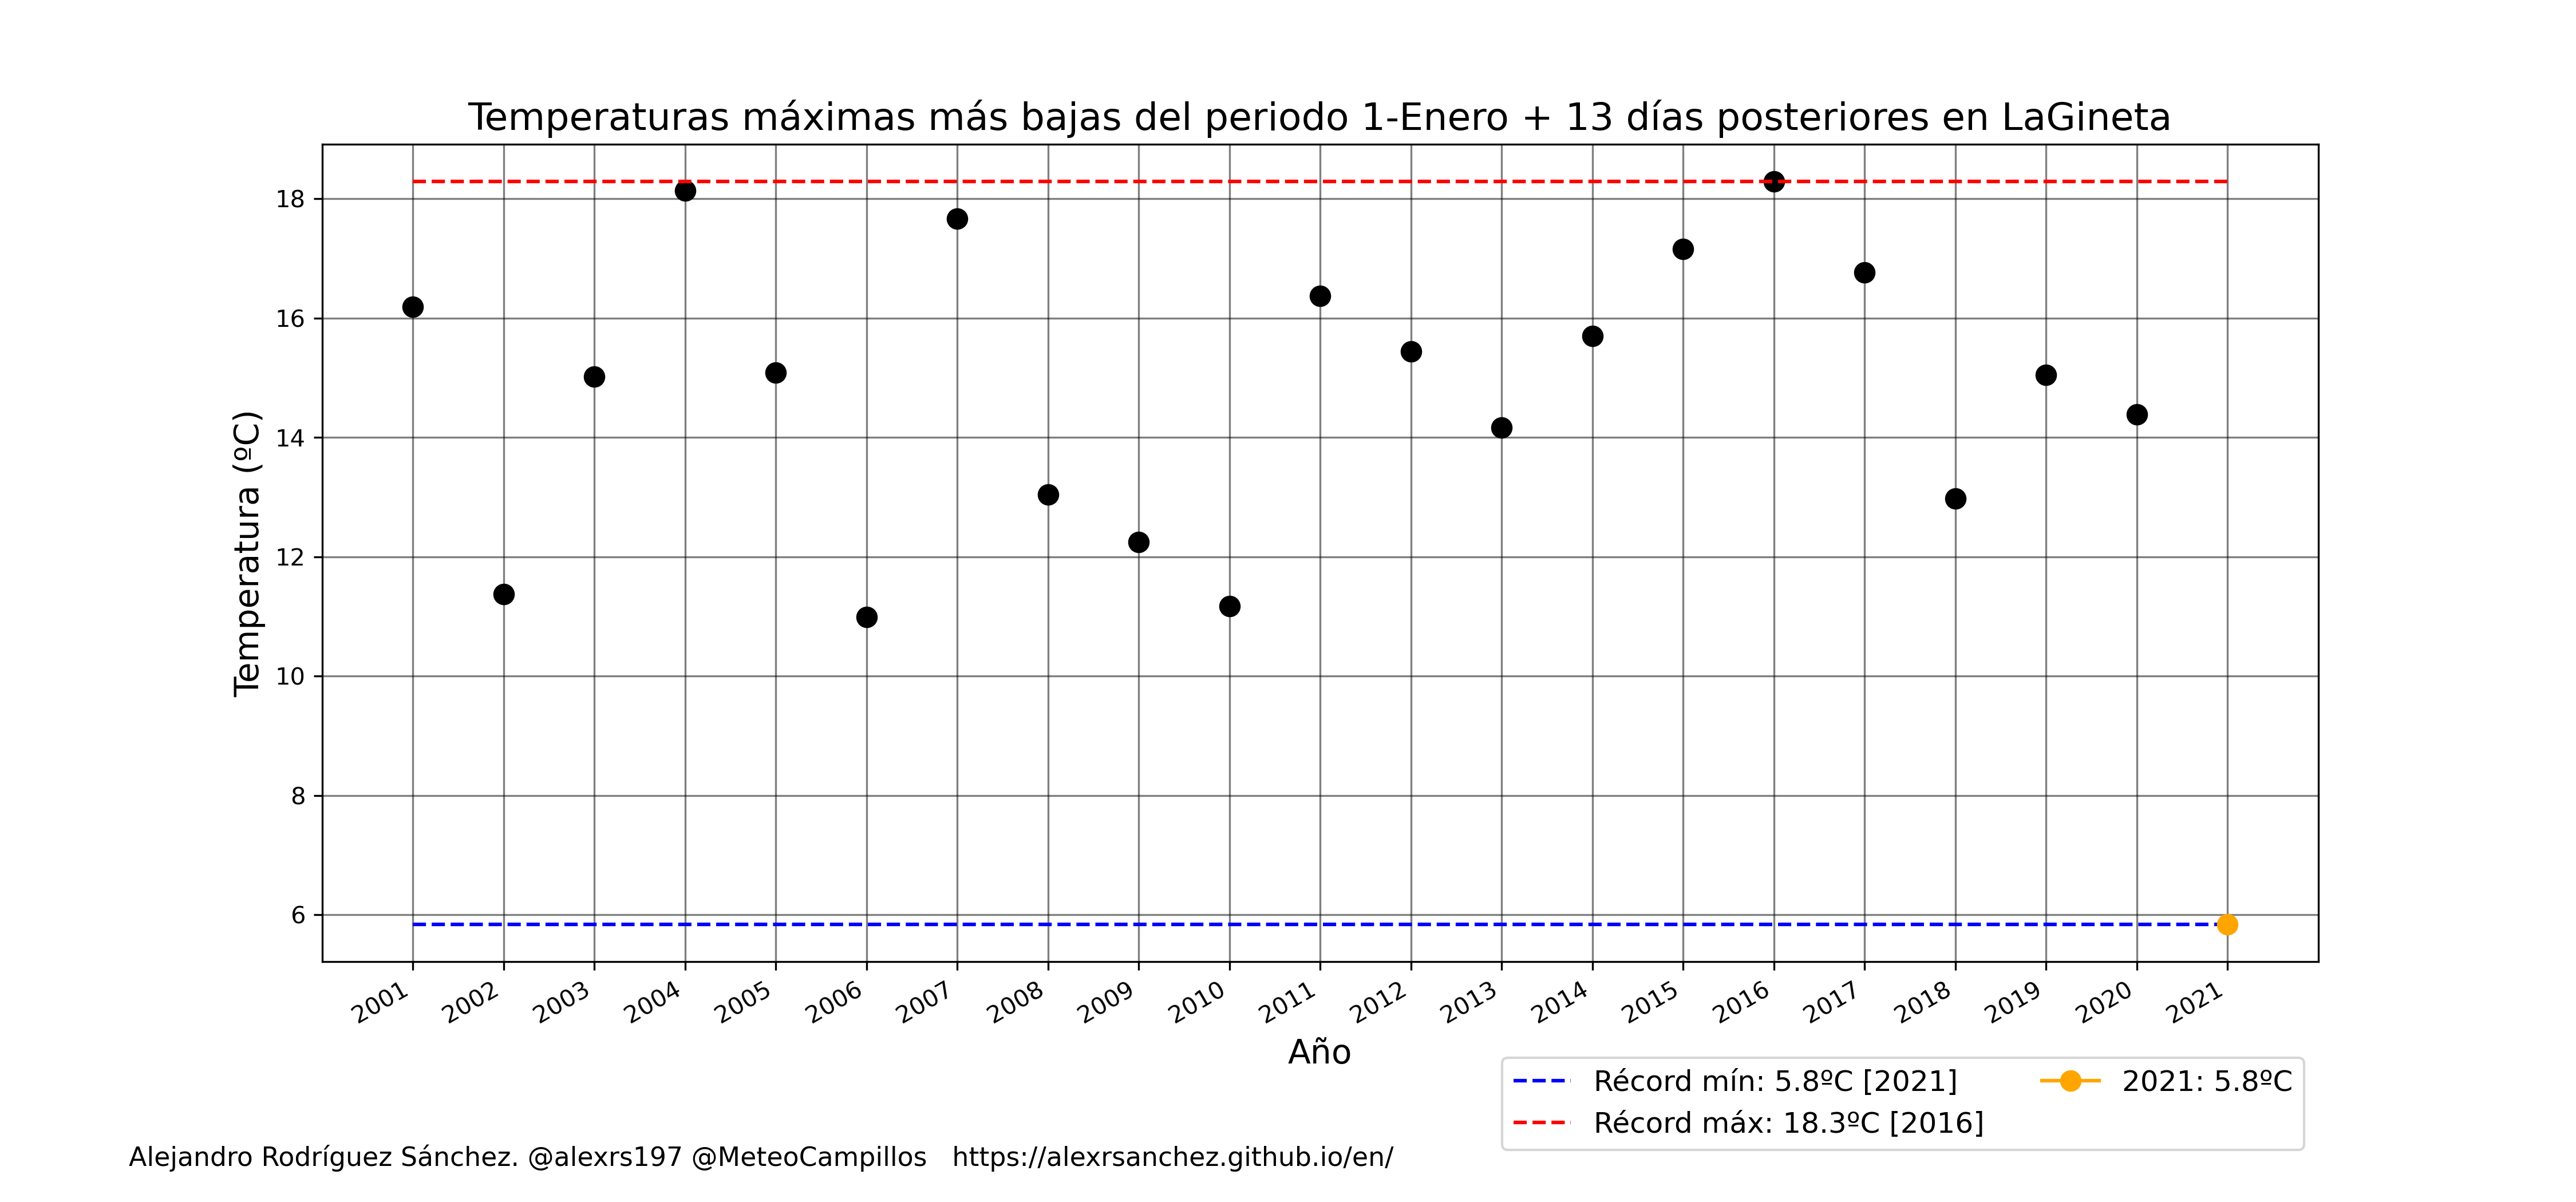 Temperaturas máximas más bajas del periodo 1-Enero + 13 días posteriores en LaGineta
Temperatura (ºC)
18
16
14
12
10
8
6
2001 2002 2003 2004 2005 2006 2007 2008 2009 2010 2011 2012 2013 2014 2015 2016 2017 2018 2019 2020 2021
Año
Récord mín: 5.8ºC [2021]
Récord máx: 18.3ºC [2016]
2021: 5.8ºC
Alejandro Rodríguez Sánchez. @alexrs197 @MeteoCampillos https://alexrsanchez.github.io/en/